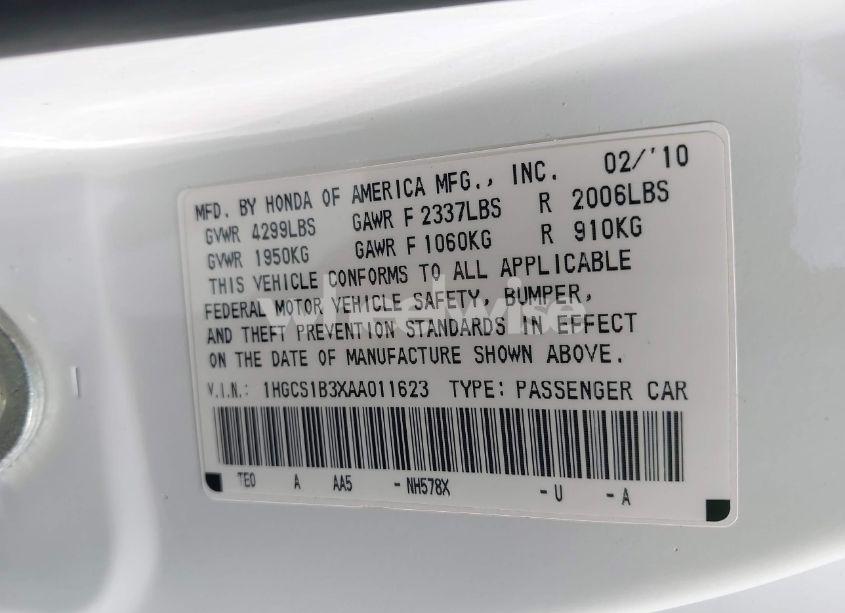 MFD. BY HONDA OF AMERICA MFG., INC. 02/'10
GVWR 4299LBS GAWR F 2337LBS R 2006LBS
GVWR 1950KG GAWR F 1060KG R 910KG
THIS VEHICLE CONFORMS TO ALL APPLICABLE
FEDERAL MOTOR VEHICLE SAFETY, BUMPER,
AND THEFT PREVENTION STANDARDS IN EFFECT
ON THE DATE OF MANUFACTURE SHOWN ABOVE.
V.I.N.: 1HGCS1B3XAA011623 TYPE: PASSENGER CAR
TE0 A AA5 - NH578X - U - A
wheelwise